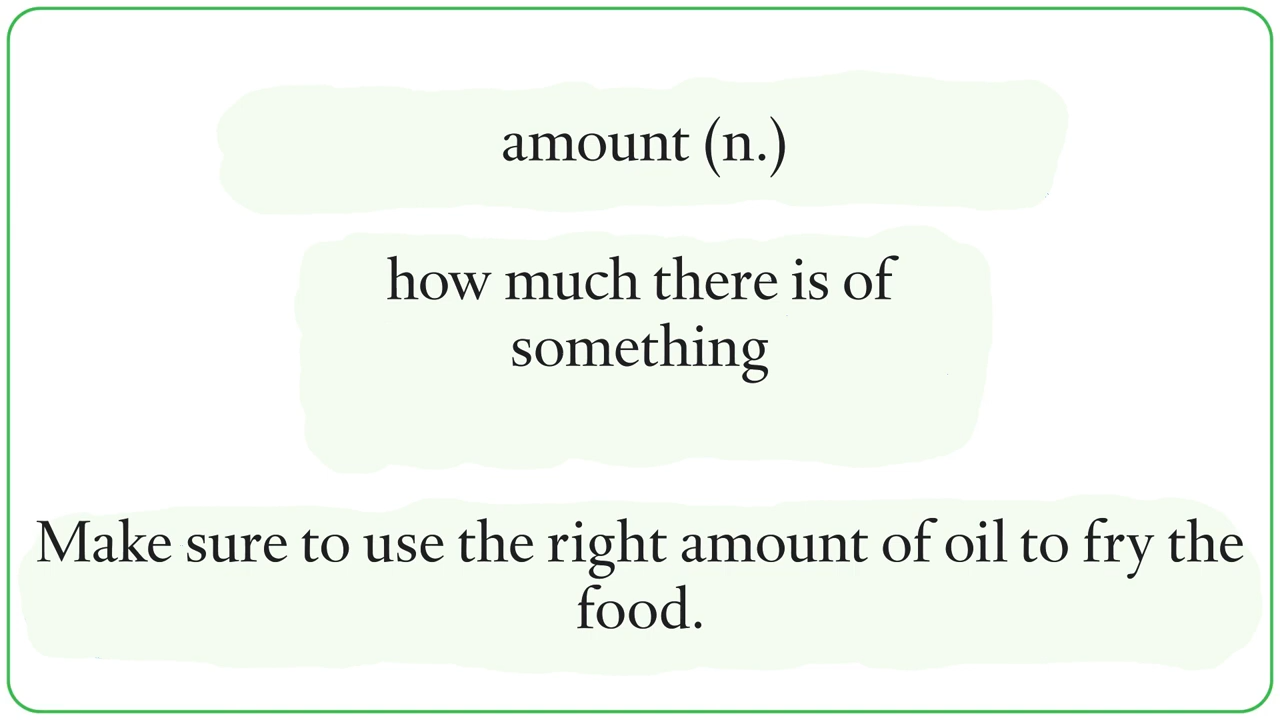 amount (n.)
how much there is of
something
Make sure to use the right amount of oil to fry the
food.